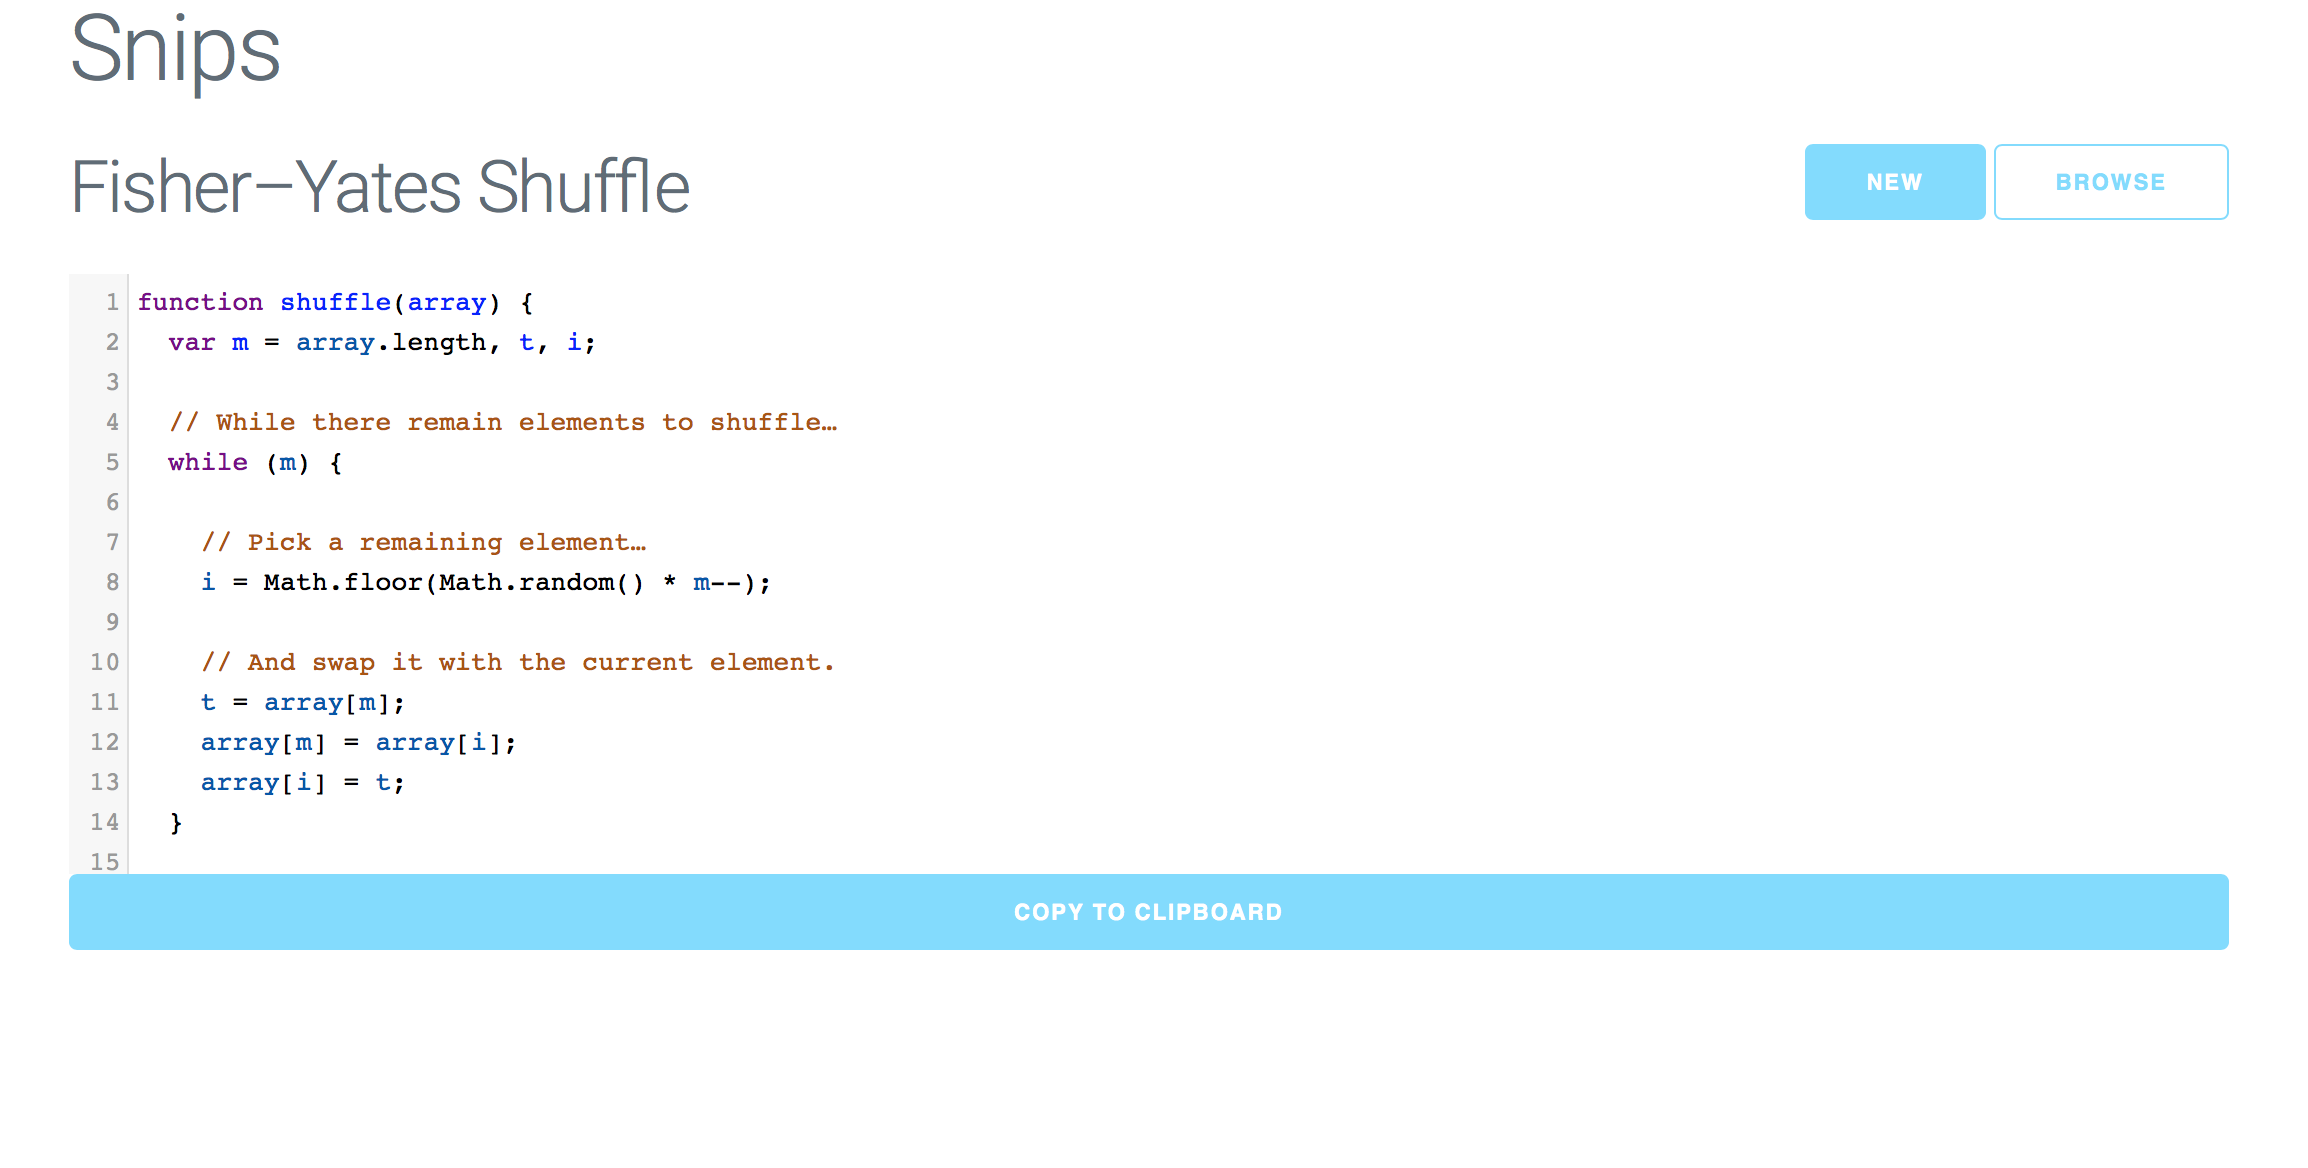 Snips
Fisher–Yates Shuffle
NEW
BROWSE
1 function shuffle(array) {
2   var m = array.length, t, i;
3
4   // While there remain elements to shuffle…
5   while (m) {
6
7     // Pick a remaining element…
8     i = Math.floor(Math.random() * m--);
9
10     // And swap it with the current element.
11     t = array[m];
12     array[m] = array[i];
13     array[i] = t;
14   }
15
COPY TO CLIPBOARD